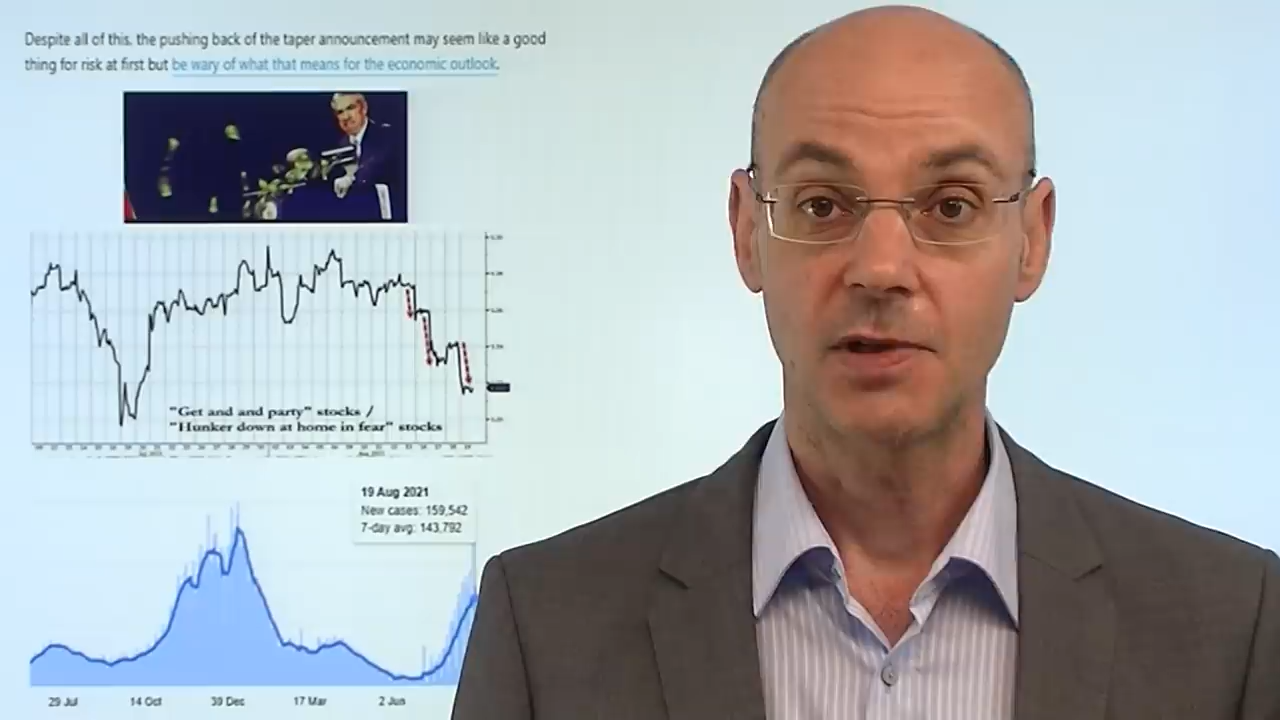 Despite all of this, the pushing back of the taper announcement may seem like a good
thing for risk at first but be wary of what that means for the economic outlook.
"Get and and party" stocks /
"Hunker down at home in fear" stocks
19 Aug 2021
New cases: 159,542
7-day avg: 143,792
29 Jul 14 Oct 30 Dec 17 Mar 2 Jun